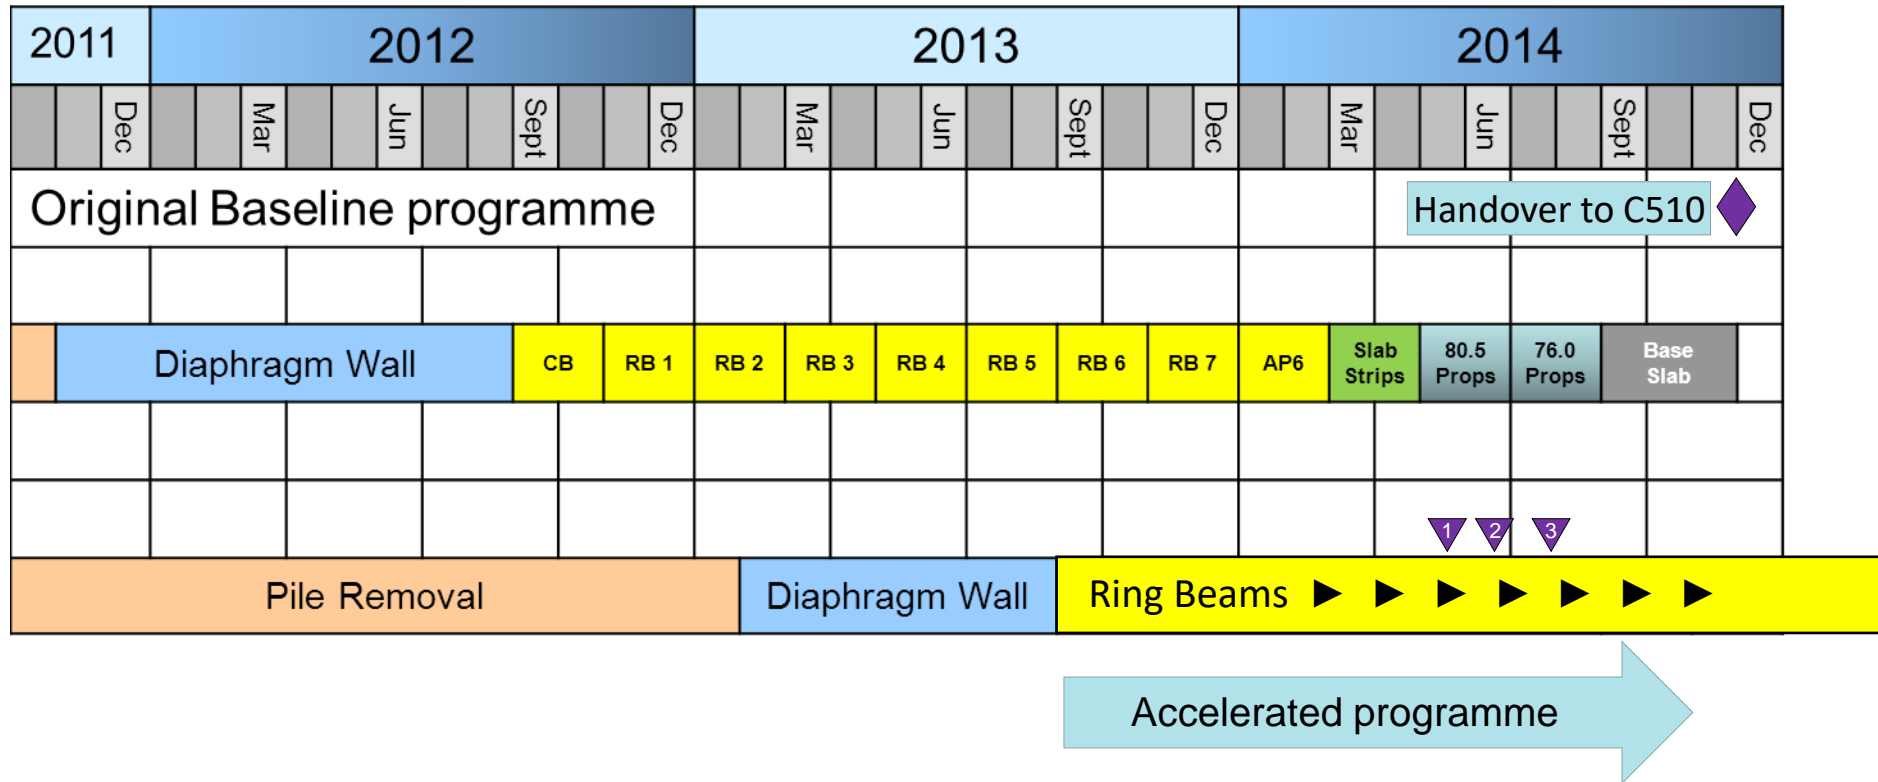 2011 2012 2013 2014
Dec Mar Jun Sept Dec Mar Jun Sept Dec Mar Jun Sept Dec
Original Baseline programme
Handover to C510
Diaphragm Wall
CB
RB 1
RB 2
RB 3
RB 4
RB 5
RB 6
RB 7
AP6
Slab
Strips
80.5
Props
76.0
Props
Base
Slab
1 2 3
Pile Removal
Diaphragm Wall
Ring Beams
Accelerated programme